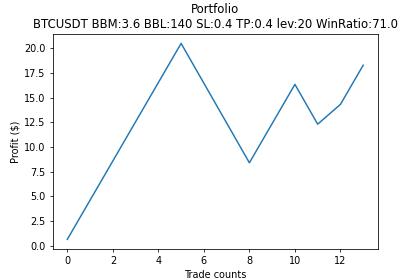 Portfolio
BTCUSDT BBM:3.6 BBL:140 SL:0.4 TP:0.4 lev:20 WinRatio:71.0
20.0
17.5
15.0
12.5
10.0
7.5
5.0
2.5
0.0
Profit ($)
0 2 4 6 8 10 12
Trade counts